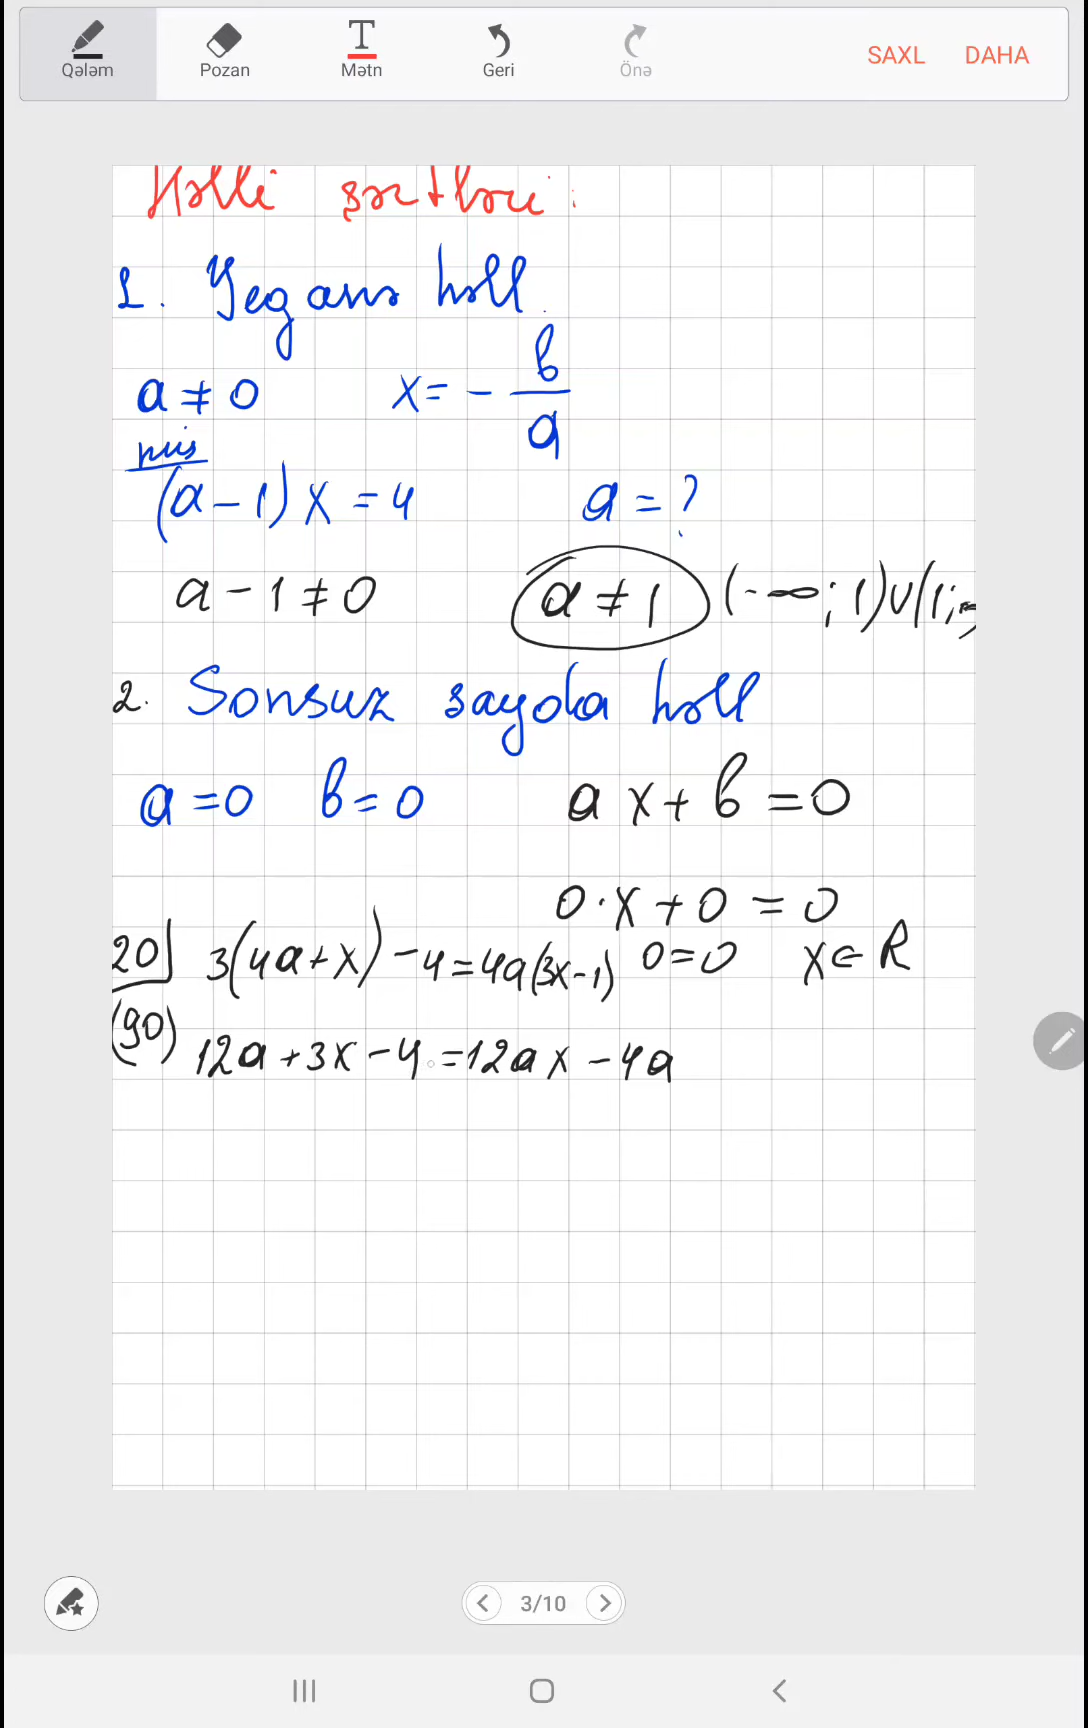 Qələm Pozan Mətn Geri Önə SAXL DAHA
Həlli şərtləri:
1. Yeganə həll.
a ≠ 0 x = - b/a
mis
(a-1)x = 4 a = ?
a - 1 ≠ 0 a ≠ 1 (-∞; 1)∪(1;∞
2. Sonsuz sayda həll
a = 0 b = 0 ax + b = 0
0·x + 0 = 0
20) 3(4a+x) - 4 = 4a(3x-1) 0 = 0 x∈R
(90) 12a + 3x - 4 = 12ax - 4a
3/10